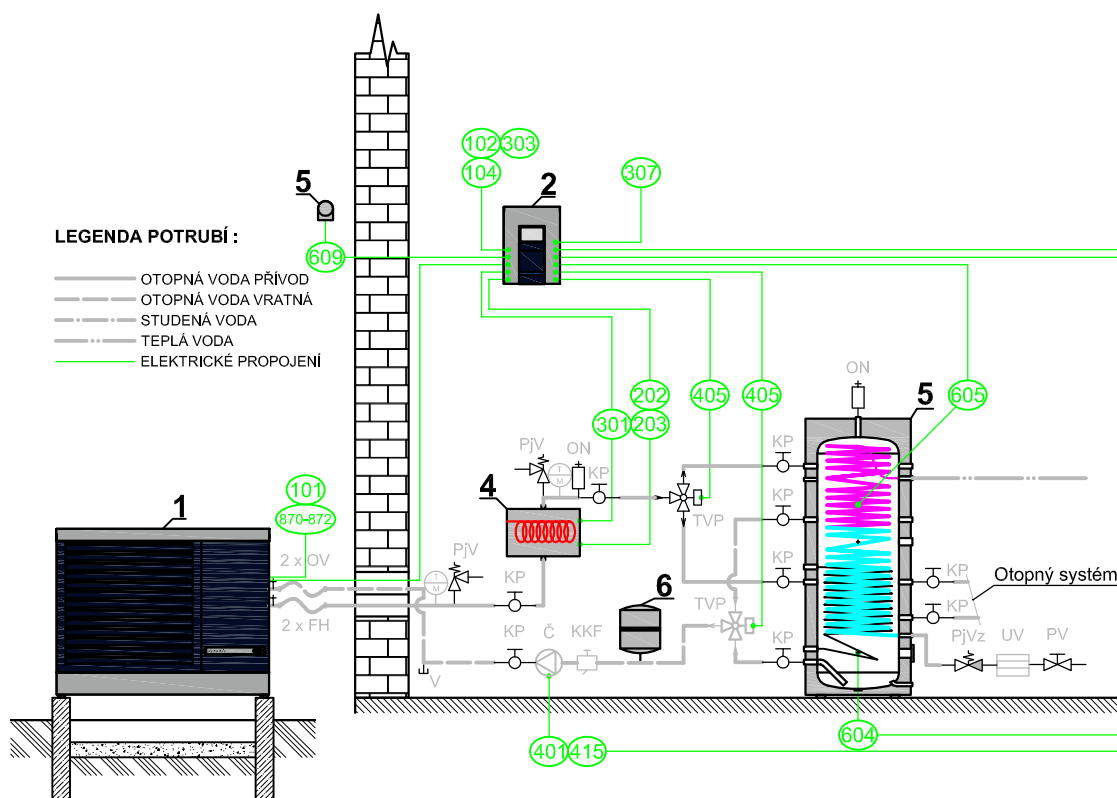 102 303
104
307
5
2
LEGENDA POTRUBÍ :
609
OTOPNÁ VODA PŘÍVOD
OTOPNÁ VODA VRATNÁ
STUDENÁ VODA
TEPLÁ VODA
ELEKTRICKÉ PROPOJENÍ
ON
202
405
405
605
5
301 203
PjV
ON
KP
KP
T
M
101
4
1
870-872
TVP
KP
2 x OV
PjV
KP
T
M
KP
KP
Otopný systém
6
TVP
2 x FH
KP
KP
Č
KKF
KP
PjVz
UV
PV
V
604
401 415